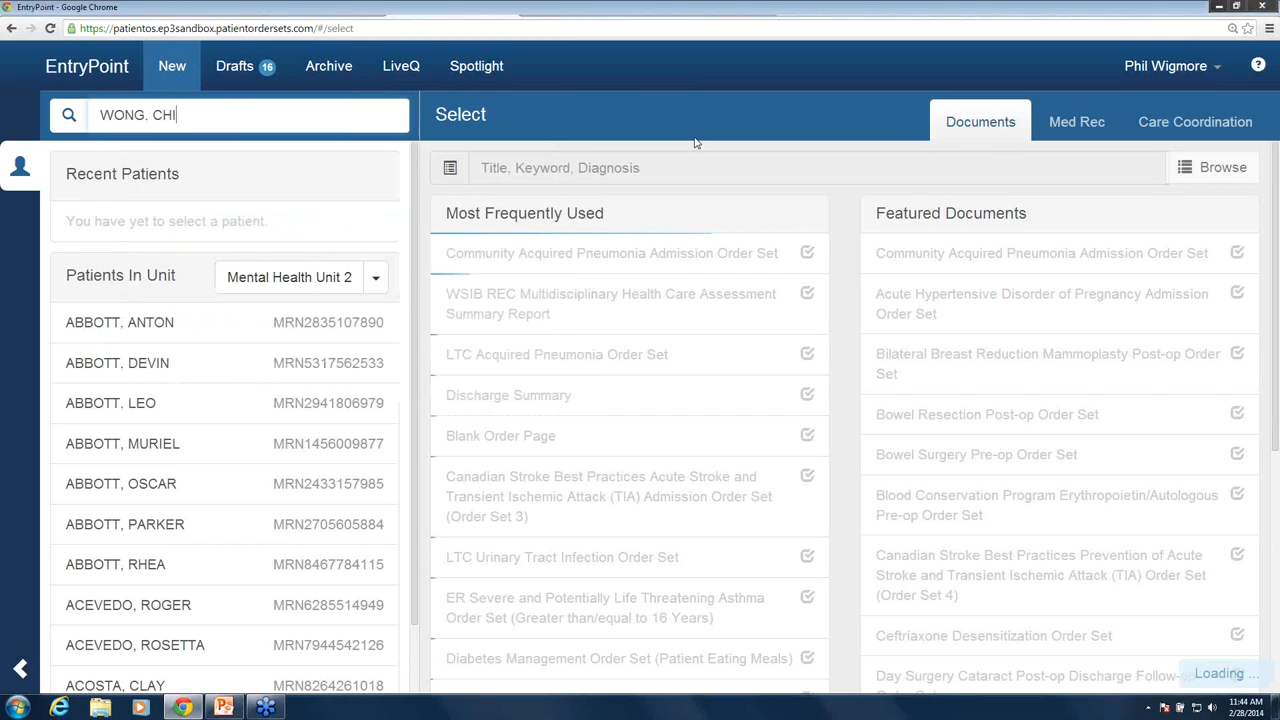 EntryPoint - Google Chrome
https://patientos.ep3sandbox.patientordersets.com/#/select
EntryPoint New Drafts 16 Archive LiveQ Spotlight Phil Wigmore ?
WONG. CHI
Select
Documents Med Rec Care Coordination
Title, Keyword, Diagnosis
Browse
Recent Patients
You have yet to select a patient.
Patients In Unit Mental Health Unit 2
ABBOTT, ANTON MRN2835107890
ABBOTT, DEVIN MRN5317562533
ABBOTT, LEO MRN2941806979
ABBOTT, MURIEL MRN1456009877
ABBOTT, OSCAR MRN2433157985
ABBOTT, PARKER MRN2705605884
ABBOTT, RHEA MRN8467784115
ACEVEDO, ROGER MRN6285514949
ACEVEDO, ROSETTA MRN7944542126
ACOSTA, CLAY MRN8264261018
Most Frequently Used
Community Acquired Pneumonia Admission Order Set
WSIB REC Multidisciplinary Health Care Assessment
Summary Report
LTC Acquired Pneumonia Order Set
Discharge Summary
Blank Order Page
Canadian Stroke Best Practices Acute Stroke and
Transient Ischemic Attack (TIA) Admission Order Set
(Order Set 3)
LTC Urinary Tract Infection Order Set
ER Severe and Potentially Life Threatening Asthma
Order Set (Greater than/equal to 16 Years)
Diabetes Management Order Set (Patient Eating Meals)
Featured Documents
Community Acquired Pneumonia Admission Order Set
Acute Hypertensive Disorder of Pregnancy Admission
Order Set
Bilateral Breast Reduction Mammoplasty Post-op Order
Set
Bowel Resection Post-op Order Set
Bowel Surgery Pre-op Order Set
Blood Conservation Program Erythropoietin/Autologous
Pre-op Order Set
Canadian Stroke Best Practices Prevention of Acute
Stroke and Transient Ischemic Attack (TIA) Order Set
(Order Set 4)
Ceftriaxone Desensitization Order Set
Day Surgery Cataract Post-op Discharge
Loading ...
11:44 AM
2/28/2014